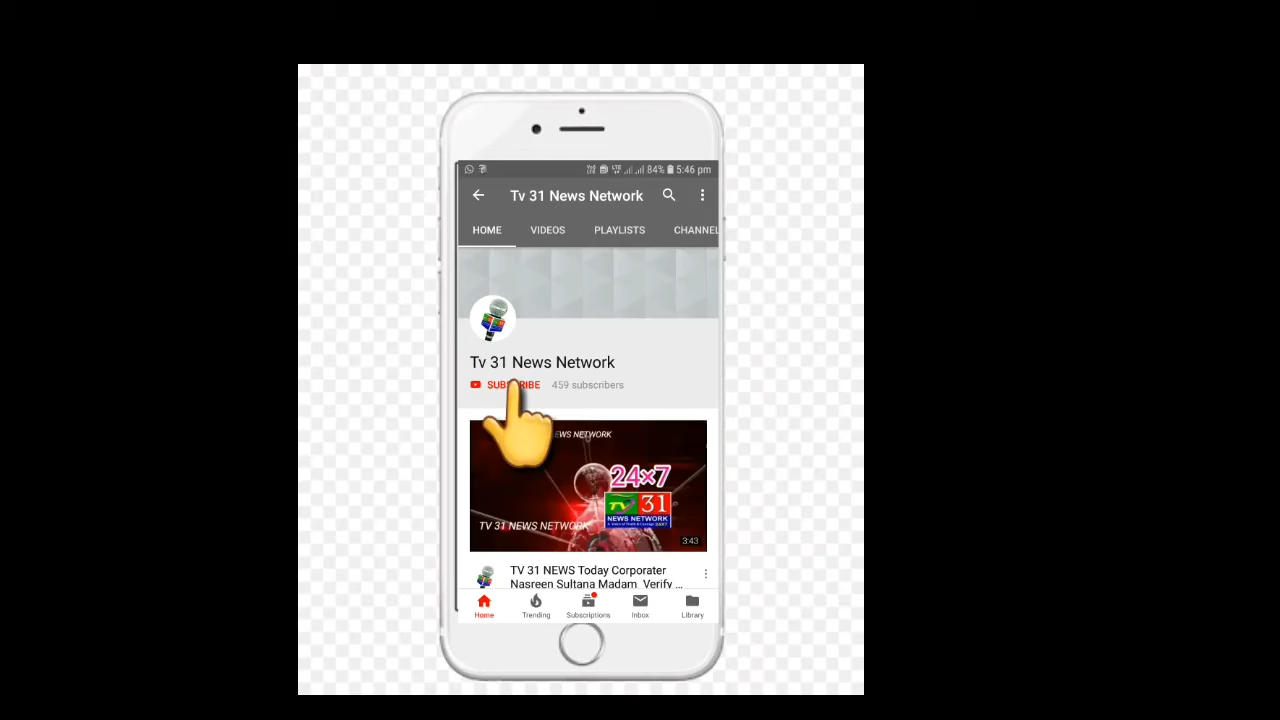 84% 5:46 pm
Tv 31 News Network
HOME VIDEOS PLAYLISTS CHANNEL
Tv 31 News Network
SUBSCRIBE 459 subscribers
EWS NETWORK
24×7
TV 31
NEWS NETWORK
TV 31 NEWS NETWORK
3:43
TV 31 NEWS Today Corporater
Nasreen Sultana Madam Verify ...
Home Trending Subscriptions Inbox Library